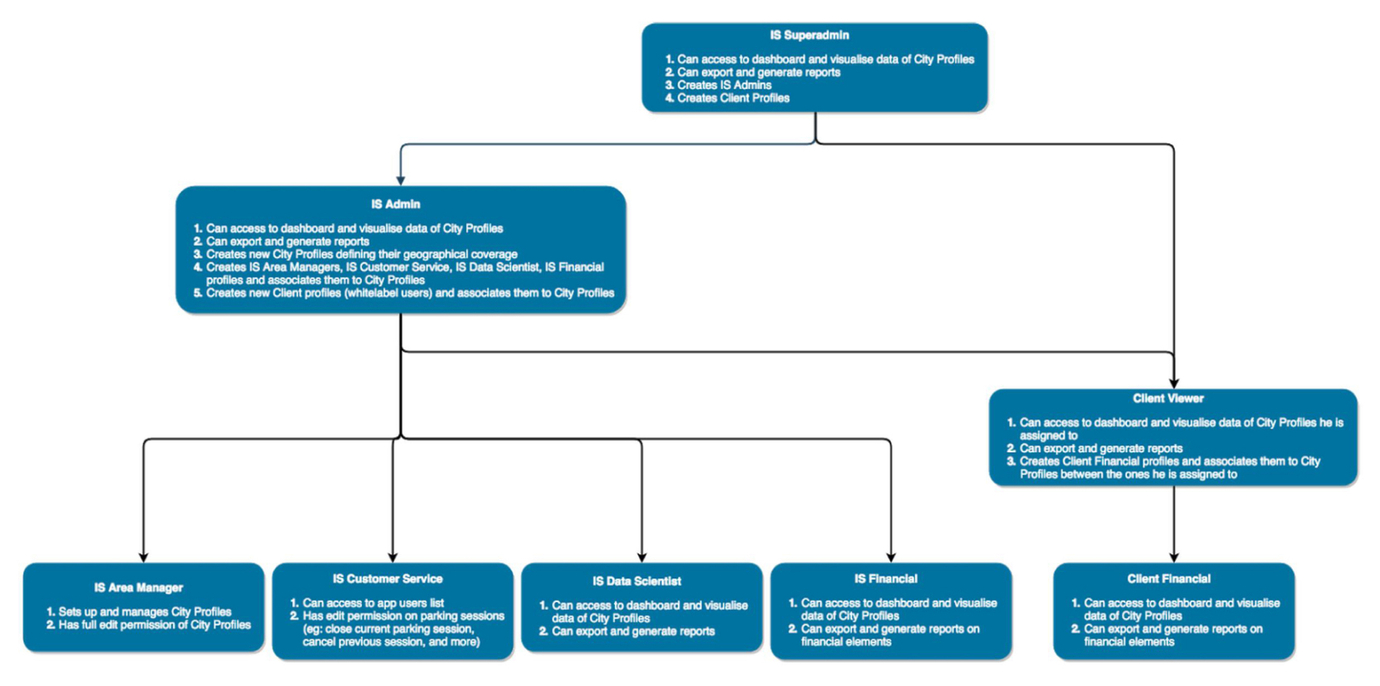 IS Superadmin
1. Can access to dashboard and visualise data of City Profiles
2. Can export and generate reports
3. Creates IS Admins
4. Creates Client Profiles
IS Admin
1. Can access to dashboard and visualise data of City Profiles
2. Can export and generate reports
3. Creates new City Profiles defining their geographical coverage
4. Creates IS Area Managers, IS Customer Service, IS Data Scientist, IS Financial
profiles and associates them to City Profiles
5. Creates new Client profiles (whitelabel users) and associates them to City Profiles
Client Viewer
1. Can access to dashboard and visualise data of City Profiles he is
assigned to
2. Can export and generate reports
3. Creates Client Financial profiles and associates them to City
Profiles between the ones he is assigned to
IS Area Manager
1. Sets up and manages City Profiles
2. Has full edit permission of City Profiles
IS Customer Service
1. Can access to app users list
2. Has edit permission on parking sessions
(eg: close current parking session,
cancel previous session, and more)
IS Data Scientist
1. Can access to dashboard and visualise
data of City Profiles
2. Can export and generate reports
IS Financial
1. Can access to dashboard and visualise
data of City Profiles
2. Can export and generate reports on
financial elements
Client Financial
1. Can access to dashboard and visualise
data of City Profiles
2. Can export and generate reports on
financial elements